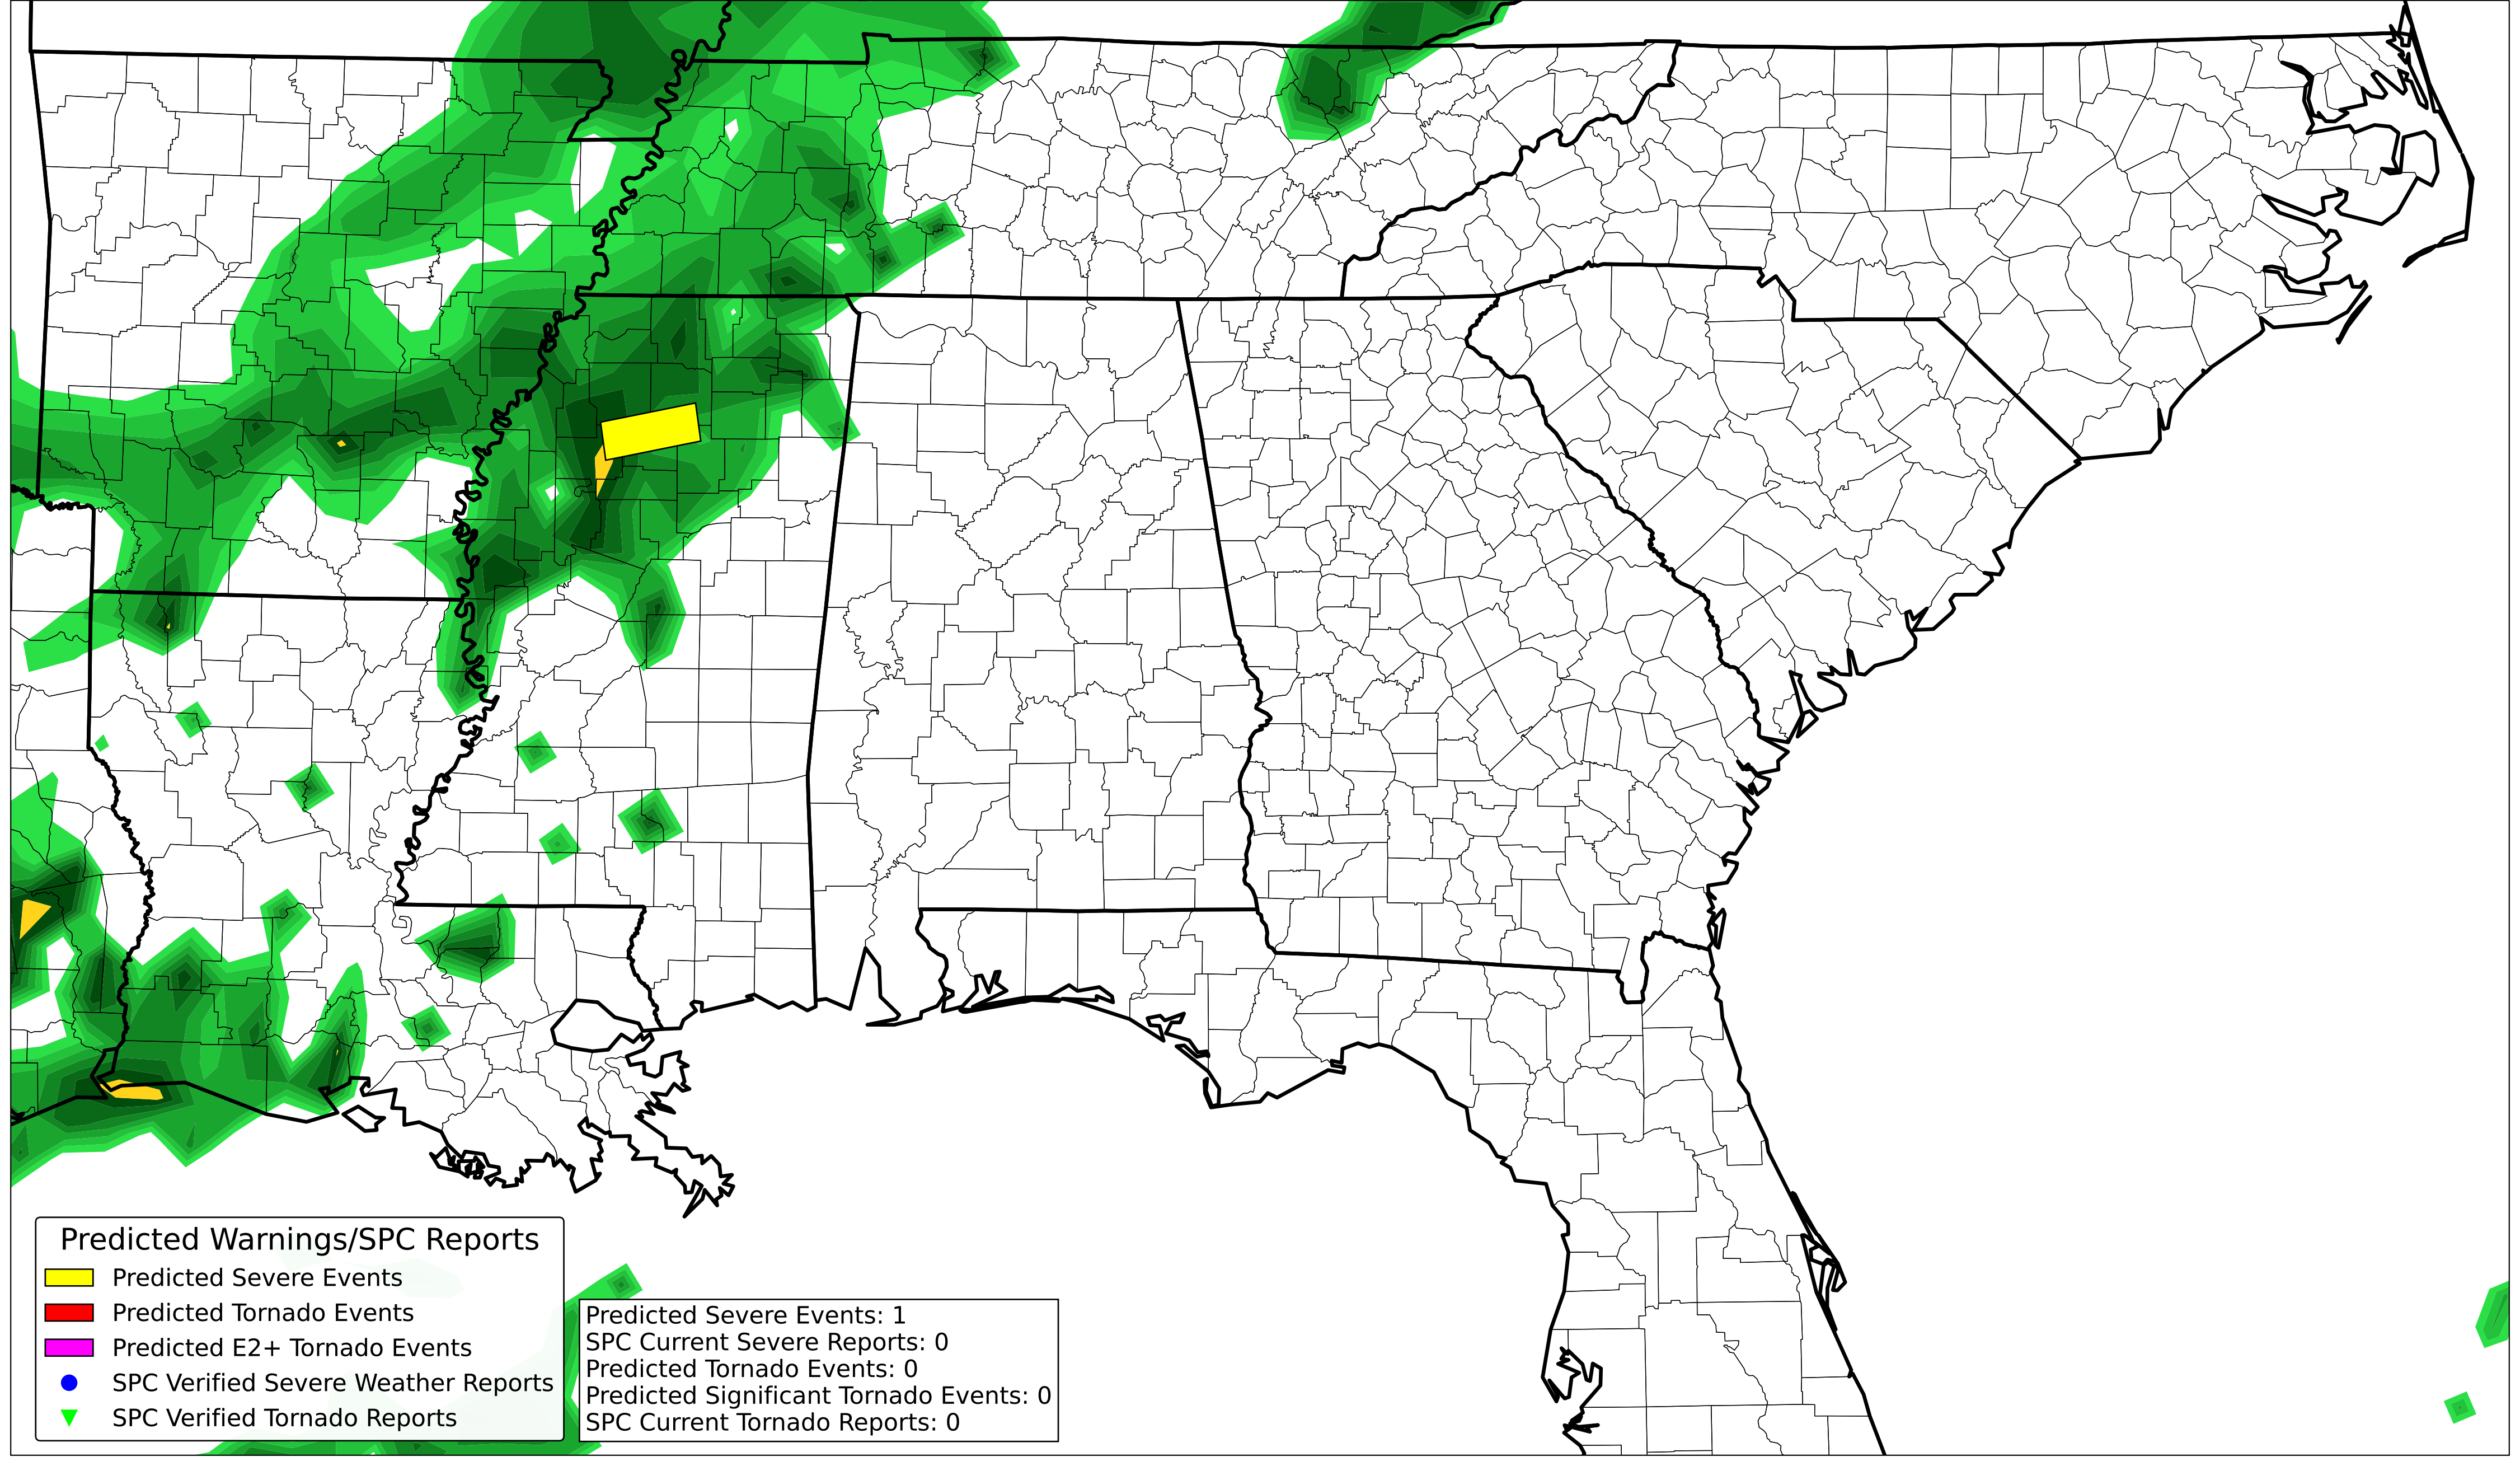 Predicted Warnings/SPC Reports
Predicted Severe Events
Predicted Tornado Events
Predicted E2+ Tornado Events
SPC Verified Severe Weather Reports
SPC Verified Tornado Reports
Predicted Severe Events: 1
SPC Current Severe Reports: 0
Predicted Tornado Events: 0
Predicted Significant Tornado Events: 0
SPC Current Tornado Reports: 0